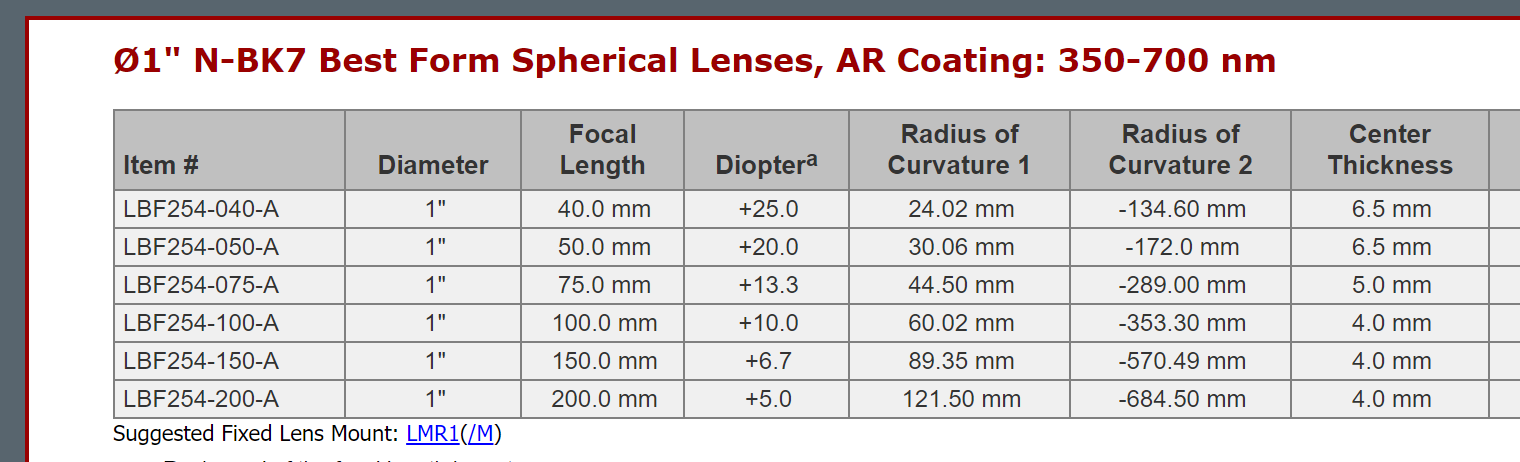 Ø1" N-BK7 Best Form Spherical Lenses, AR Coating: 350-700 nm
Item # Diameter Focal Length Diopterᵃ Radius of Curvature 1 Radius of Curvature 2 Center Thickness
LBF254-040-A 1" 40.0 mm +25.0 24.02 mm -134.60 mm 6.5 mm
LBF254-050-A 1" 50.0 mm +20.0 30.06 mm -172.0 mm 6.5 mm
LBF254-075-A 1" 75.0 mm +13.3 44.50 mm -289.00 mm 5.0 mm
LBF254-100-A 1" 100.0 mm +10.0 60.02 mm -353.30 mm 4.0 mm
LBF254-150-A 1" 150.0 mm +6.7 89.35 mm -570.49 mm 4.0 mm
LBF254-200-A 1" 200.0 mm +5.0 121.50 mm -684.50 mm 4.0 mm
Suggested Fixed Lens Mount: LMR1(/M)